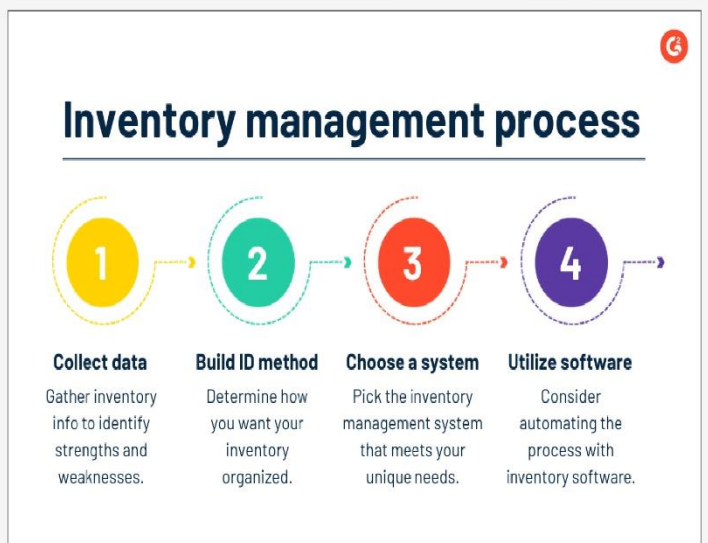 G2
Inventory management process
1
2
3
4
Collect data
Gather inventory
info to identify
strengths and
weaknesses.
Build ID method
Determine how
you want your
inventory
organized.
Choose a system
Pick the inventory
management system
that meets your
unique needs.
Utilize software
Consider
automating the
process with
inventory software.